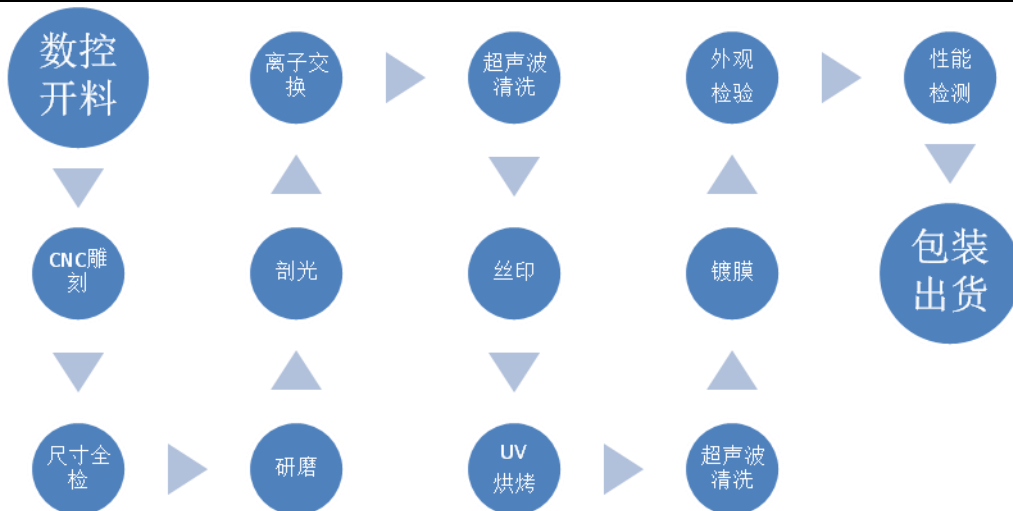 数控
开料
CNC雕
刻
尺寸全
检
研磨
剖光
离子交
换
超声波
清洗
丝印
UV
烘烤
超声波
清洗
镀膜
外观
检验
性能
检测
包装
出货